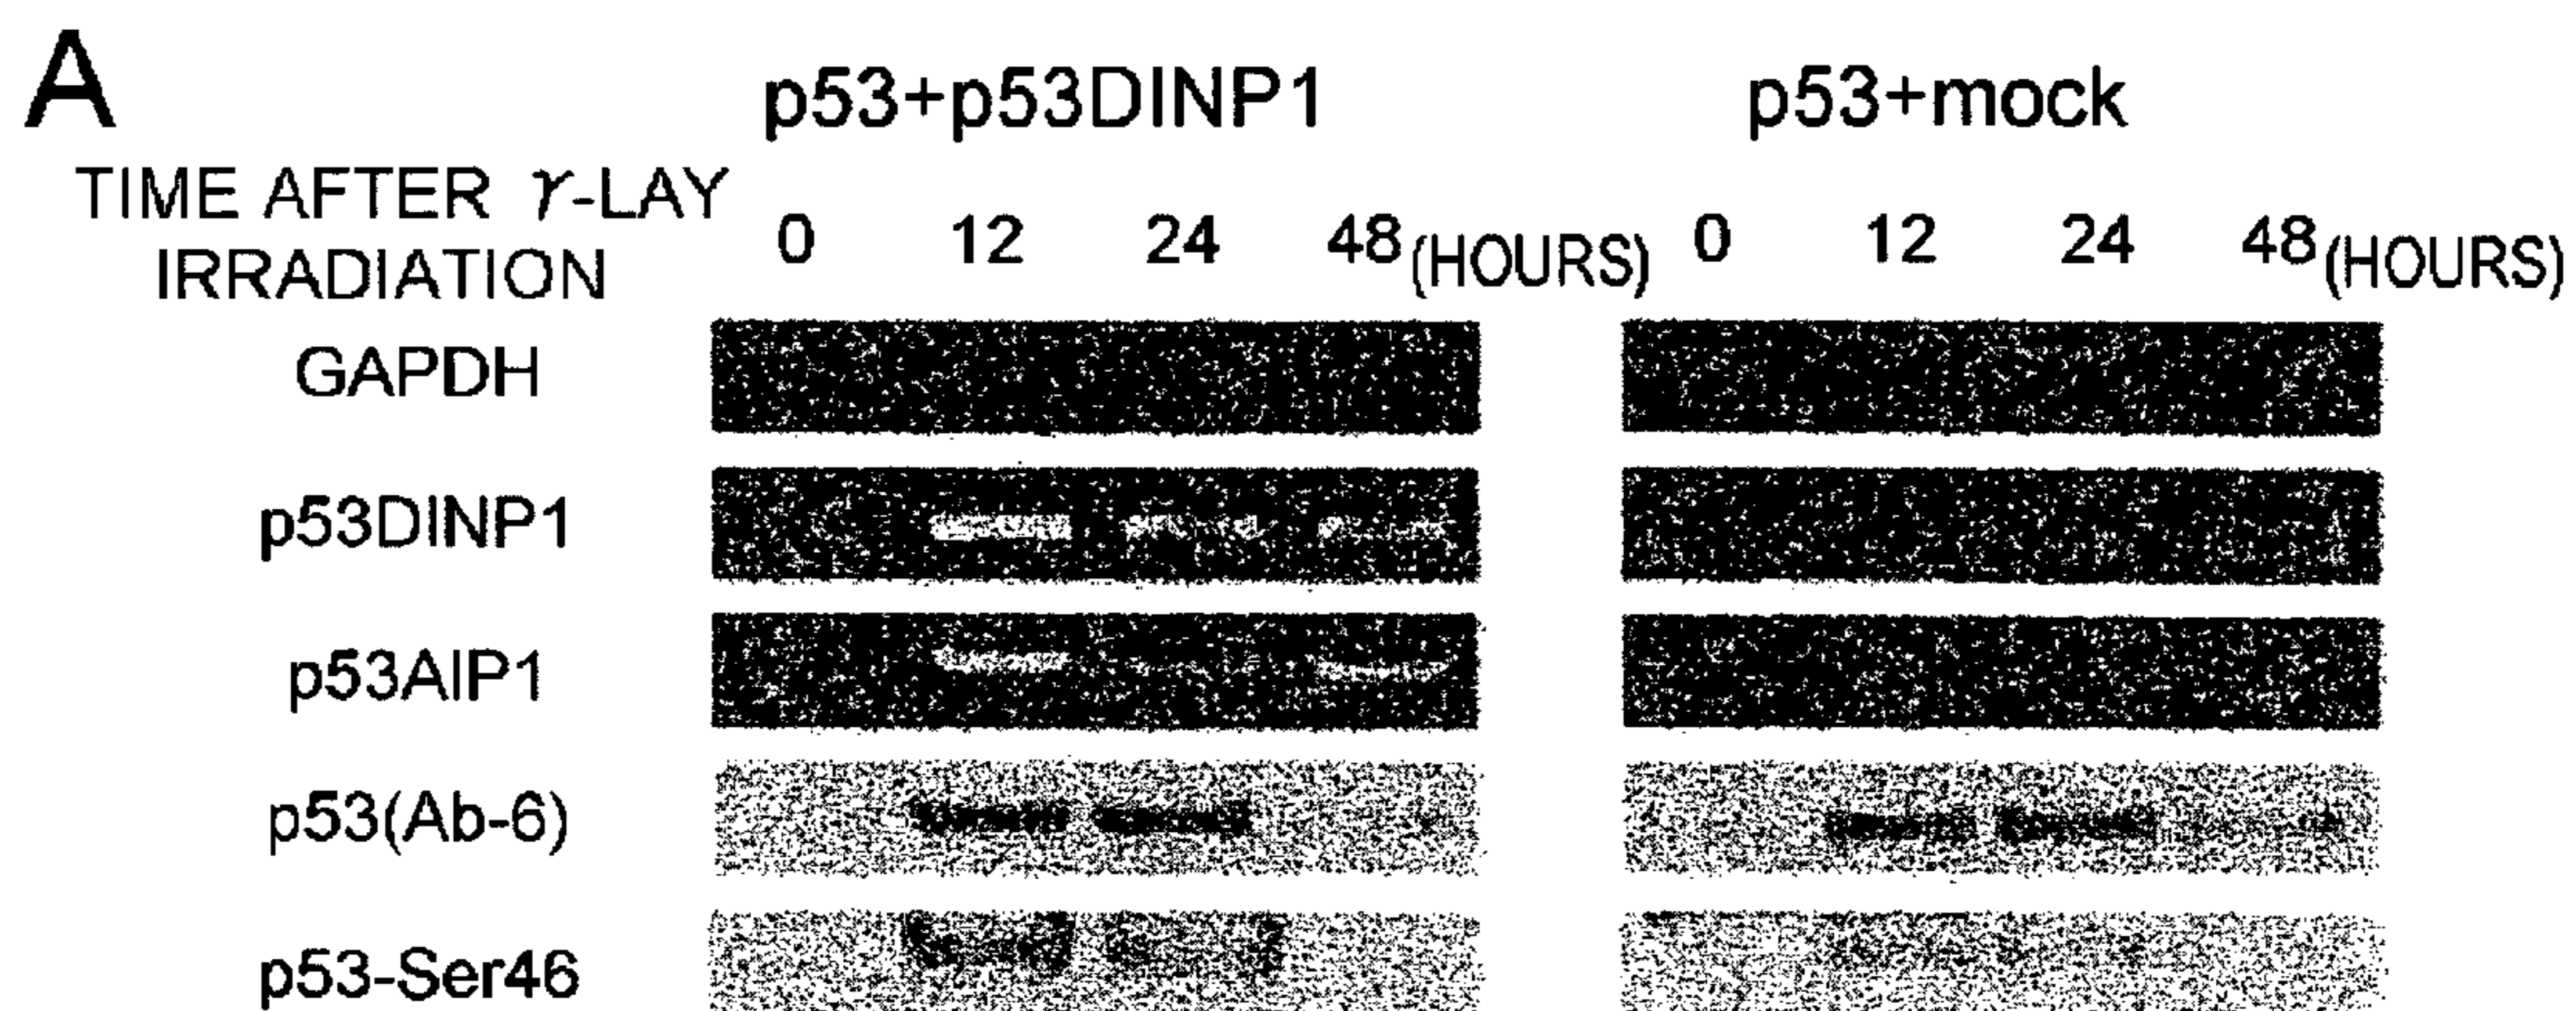 A
p53+p53DINP1 p53+mock
TIME AFTER γ-LAY
IRRADIATION
0 12 24 48 (HOURS) 0 12 24 48 (HOURS)
GAPDH
p53DINP1
p53AIP1
p53(Ab-6)
p53-Ser46